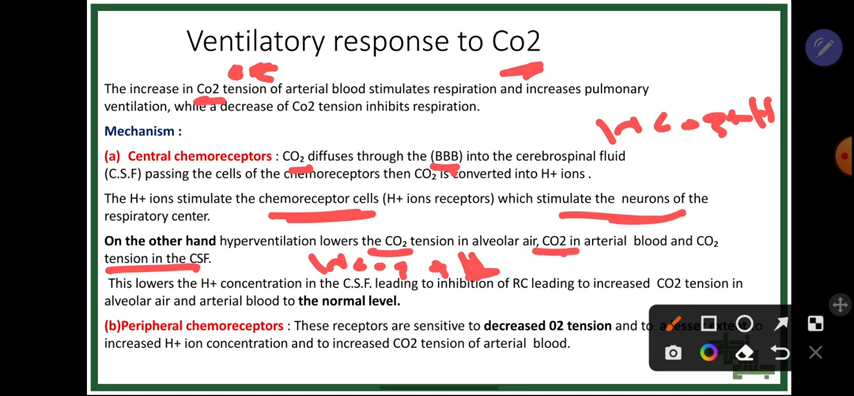 Ventilatory response to Co2
The increase in Co2 tension of arterial blood stimulates respiration and increases pulmonary
ventilation, while a decrease of Co2 tension inhibits respiration.
Mechanism :
(a) Central chemoreceptors : CO₂ diffuses through the (BBB) into the cerebrospinal fluid
(C.S.F) passing the cells of the chemoreceptors then CO₂ is converted into H+ ions .
The H+ ions stimulate the chemoreceptor cells (H+ ions receptors) which stimulate the neurons of the
respiratory center.
On the other hand hyperventilation lowers the CO₂ tension in alveolar air, CO2 in arterial blood and CO₂
tension in the CSF.
This lowers the H+ concentration in the C.S.F. leading to inhibition of RC leading to increased CO2 tension in
alveolar air and arterial blood to the normal level.
(b)Peripheral chemoreceptors : These receptors are sensitive to decreased 02 tension and to a lesser extent to
increased H+ ion concentration and to increased CO2 tension of arterial blood.